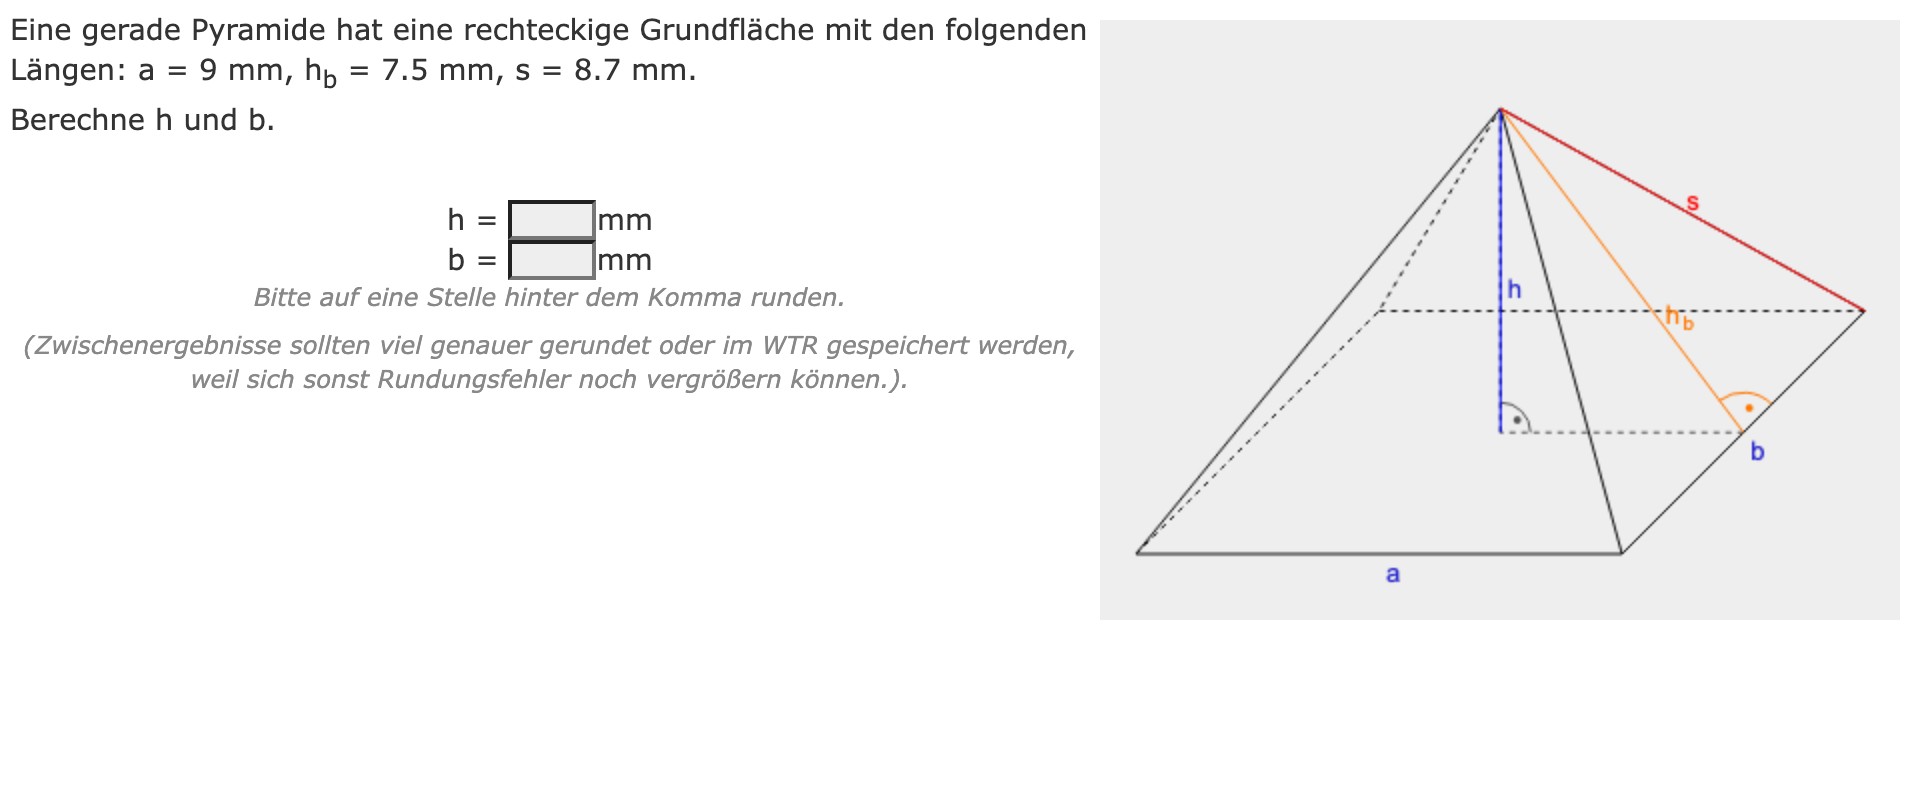 Eine gerade Pyramide hat eine rechteckige Grundfläche mit den folgenden
Längen: a = 9 mm, h_b = 7.5 mm, s = 8.7 mm.
Berechne h und b.
h = mm
b = mm
Bitte auf eine Stelle hinter dem Komma runden.
(Zwischenergebnisse sollten viel genauer gerundet oder im WTR gespeichert werden,
weil sich sonst Rundungsfehler noch vergrößern können.).
s
h
h_b
b
a